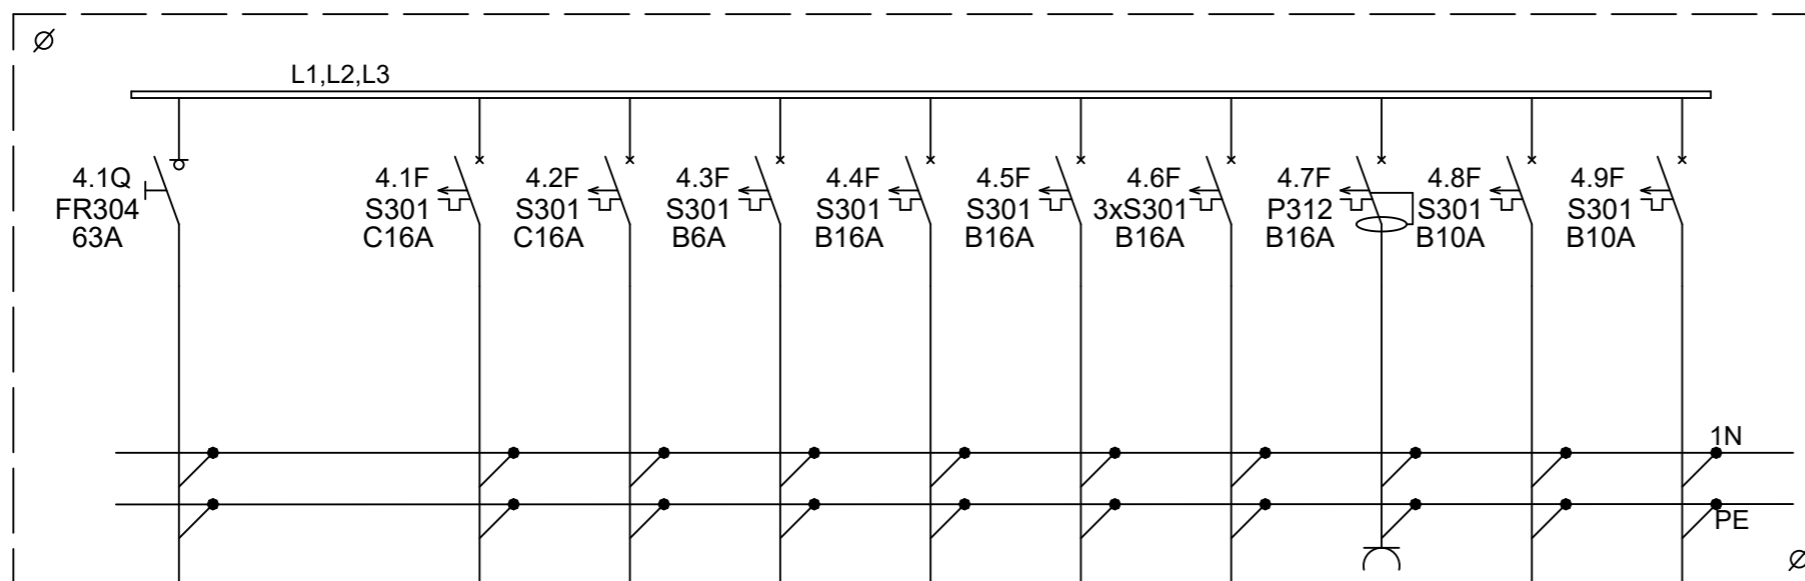 L1,L2,L3
4.1Q
FR304
63A
4.1F
S301
C16A
4.2F
S301
C16A
4.3F
S301
B6A
4.4F
S301
B16A
4.5F
S301
B16A
4.6F
3xS301
B16A
4.7F
P312
B16A
4.8F
S301
B10A
4.9F
S301
B10A
1N
PE